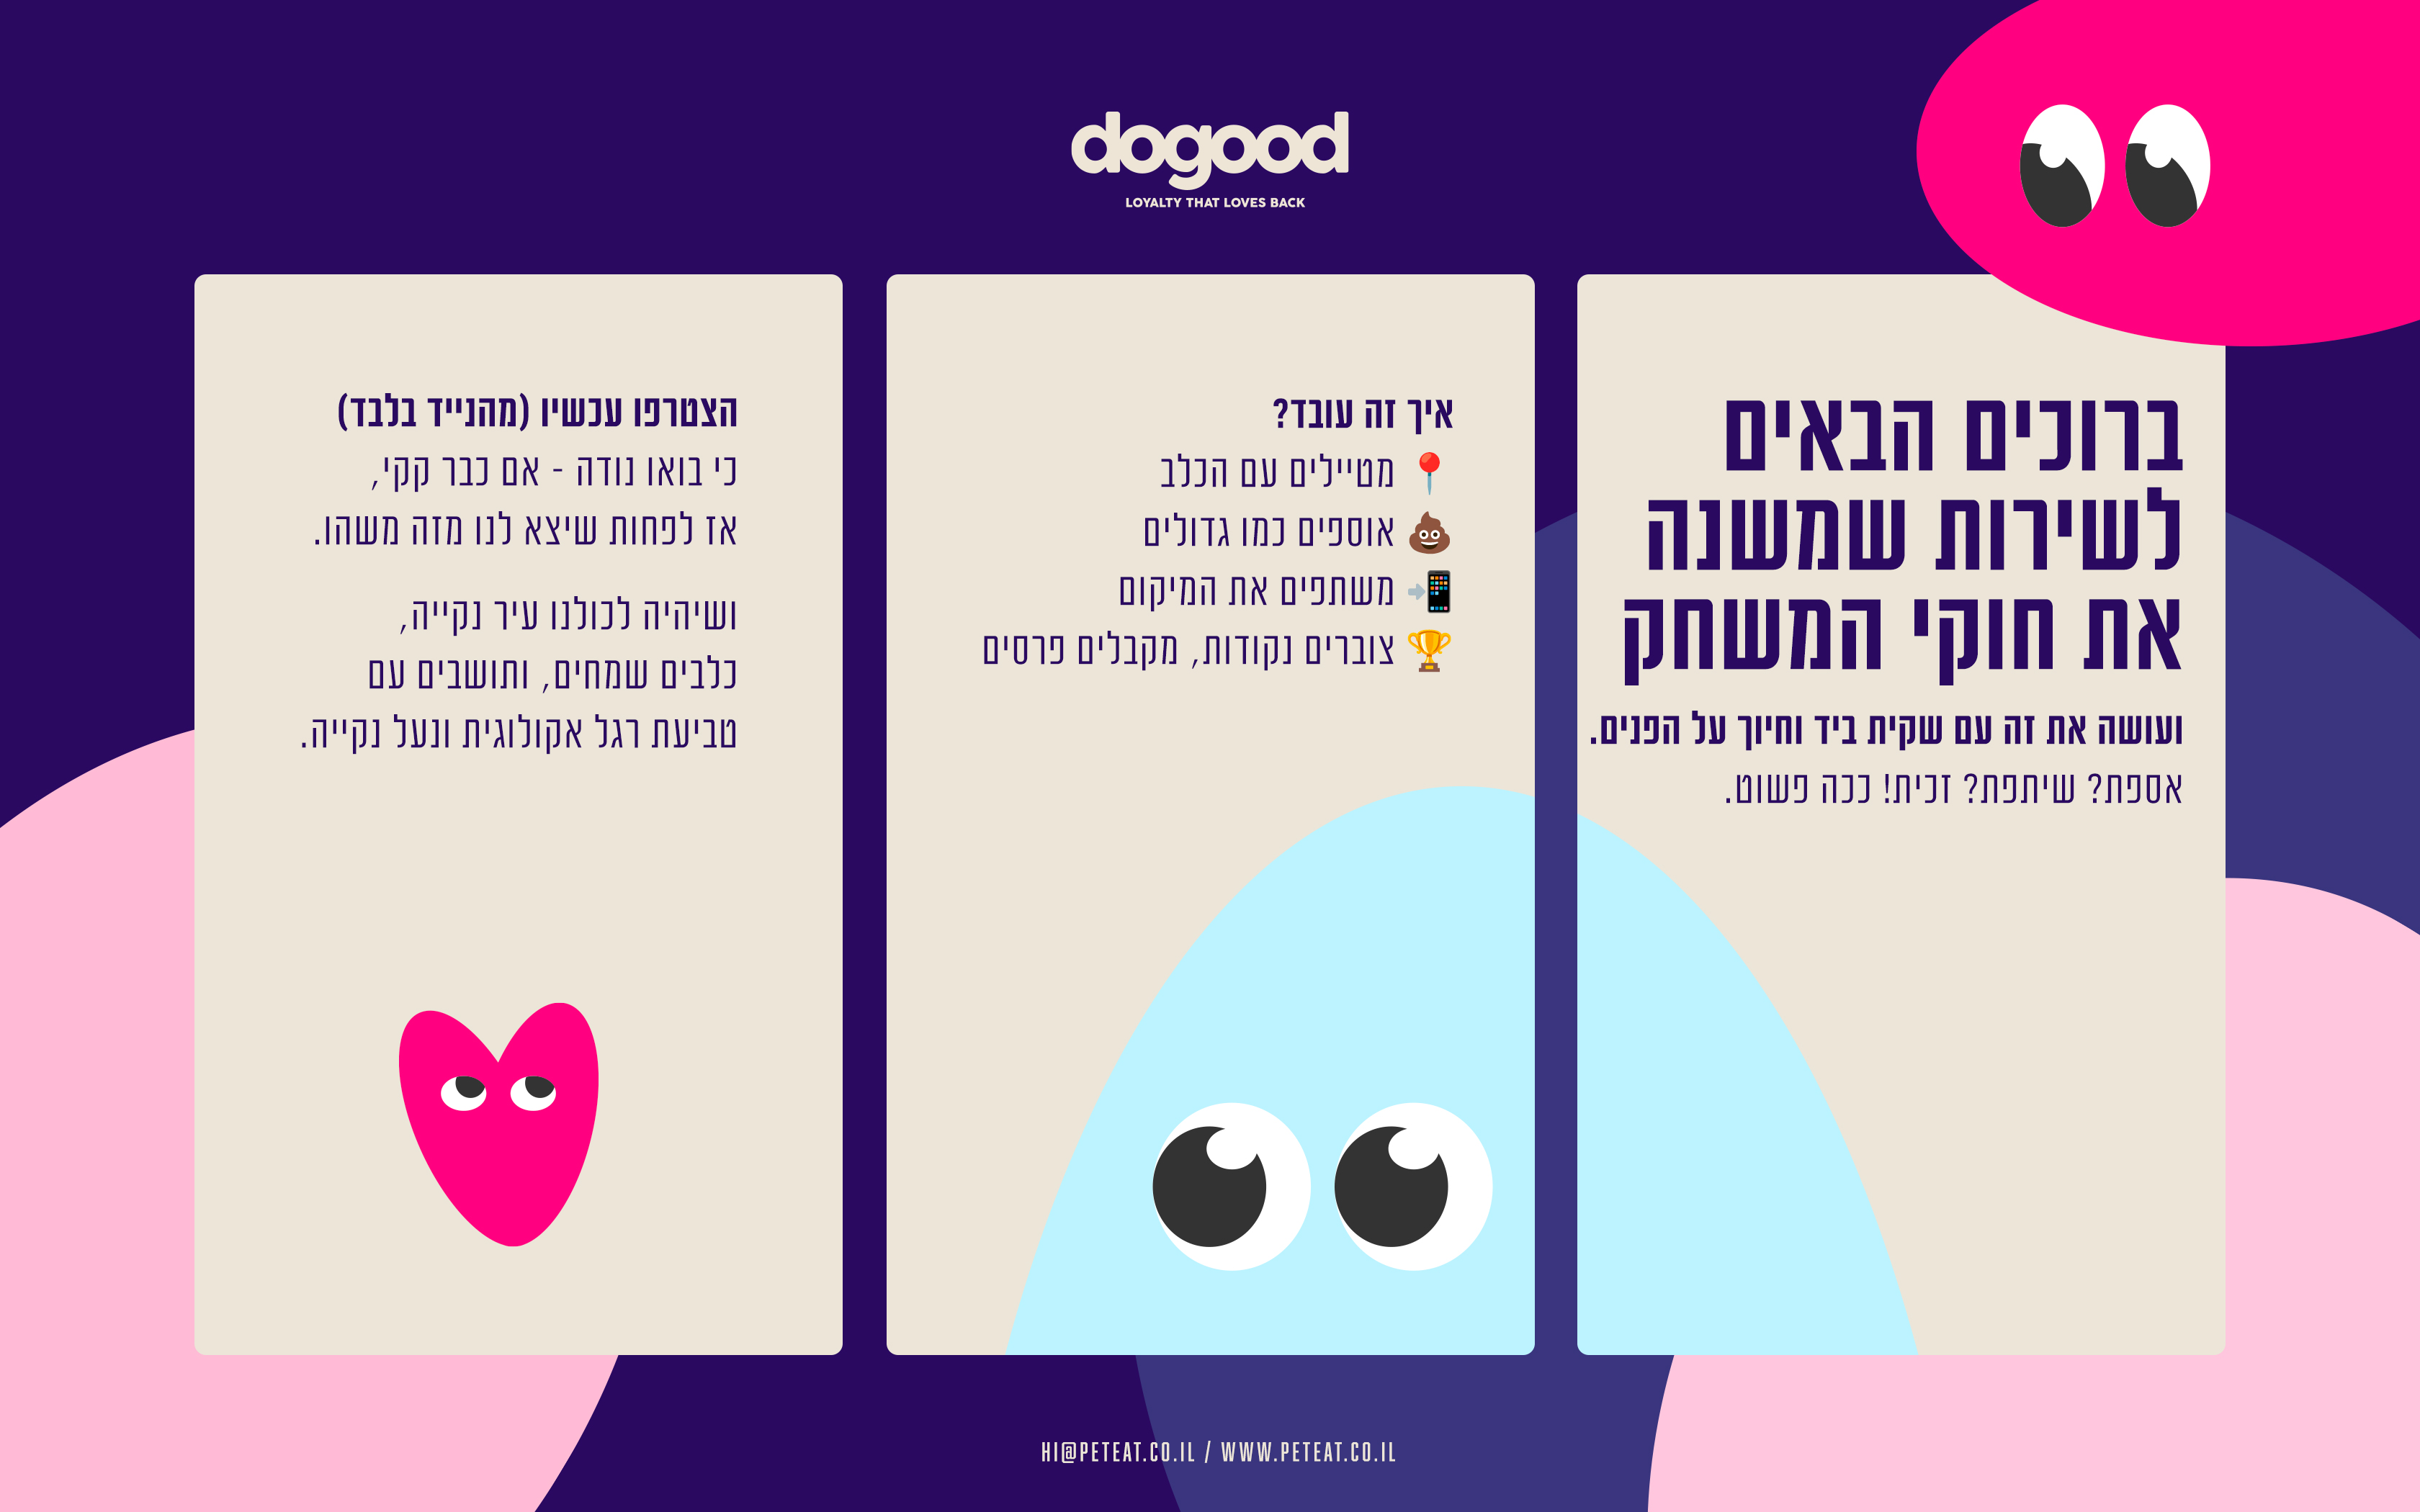 dogood
LOYALTY THAT LOVES BACK
ברוכים הבאים
לשירות שמשנה
את חוקי המשחק
ועושה את זה עם שקית ביד וחיוך על הפנים.
אספת? שיתפת? זכית! ככה פשוט.
איך זה עובד?
📍 מטיילים עם הכלב
💩 אוספים כמו גדולים
📲 משתפים את המיקום
🏆 צוברים נקודות, מקבלים פרסים
הצטרפו עכשיו (מהנייד בלבד)
כי בואו נודה - אם כבר קקי,
אז לפחות שיצא לנו מזה משהו.
ושיהיה לכולנו עיר נקייה,
כלבים שמחים, ותושבים עם
טביעת רגל אקולוגית ונעל נקייה.
HI@PETEAT.CO.IL / WWW.PETEAT.CO.IL